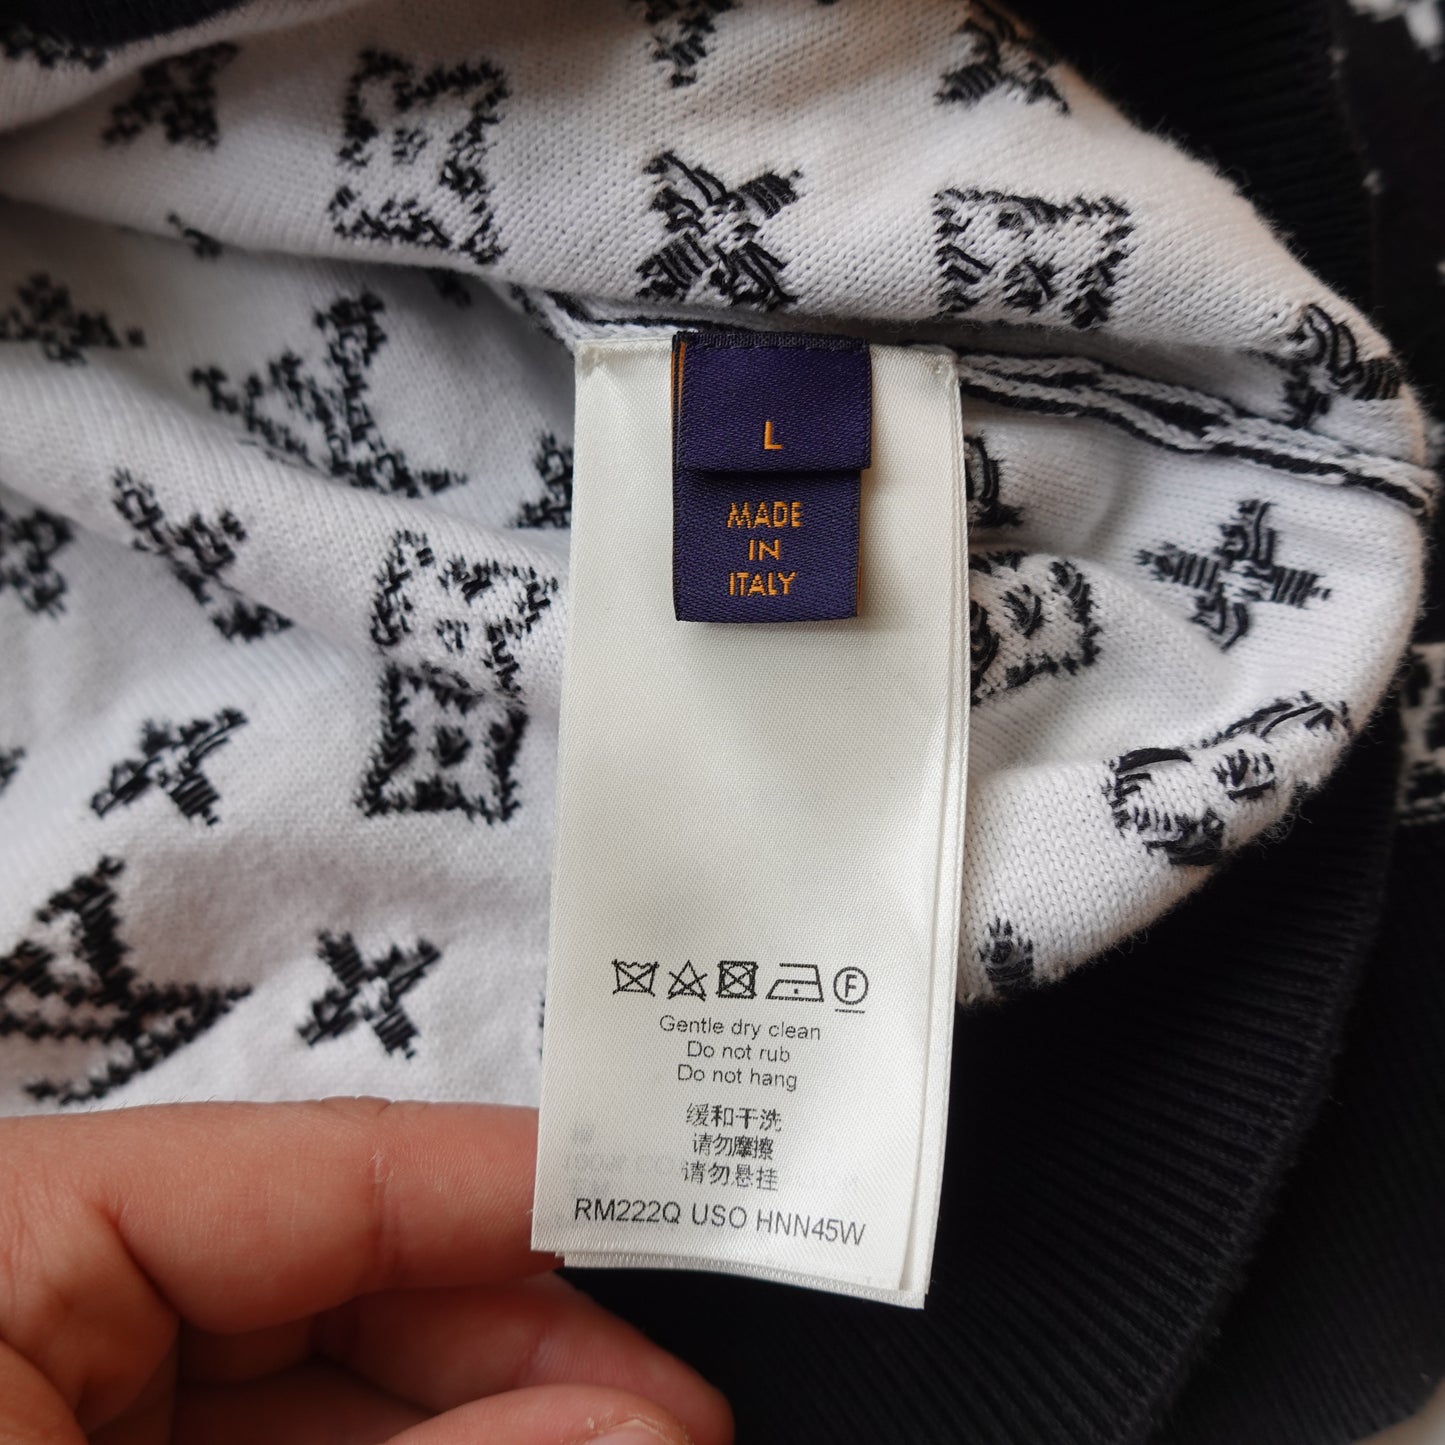 L
MADE
IN
ITALY
F
Gentle dry clean
Do not rub
Do not hang
缓和干洗
请勿摩擦
请勿悬挂
RM222Q USO HNN45W